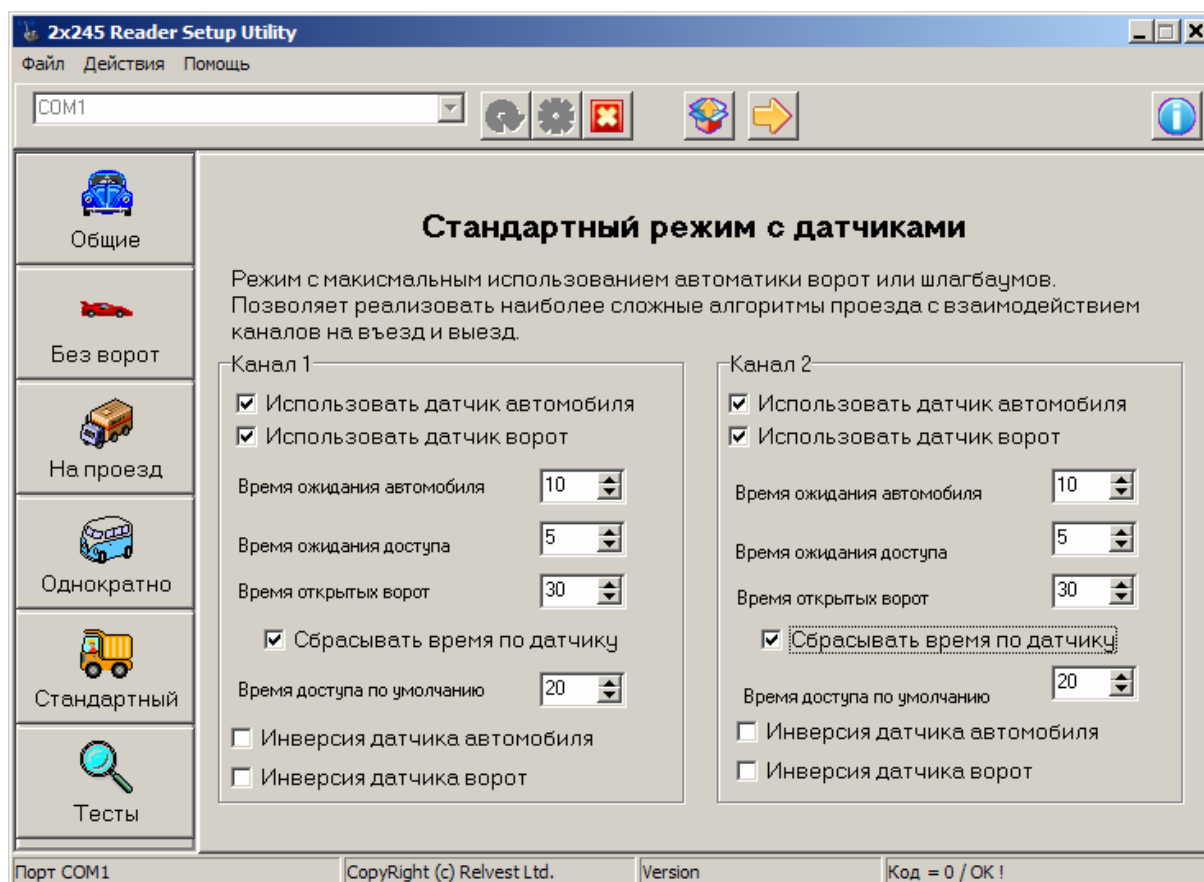 2x245 Reader Setup Utility
Файл Действия Помощь
COM1
Общие
Без ворот
На проезд
Однократно
Стандартный
Тесты
Стандартный режим с датчиками
Режим с макисмальным использованием автоматики ворот или шлагбаумов.
Позволяет реализовать наиболее сложные алгоритмы проезда с взаимодействием
каналов на въезд и выезд.
Канал 1
Использовать датчик автомобиля
Использовать датчик ворот
Время ожидания автомобиля 10
Время ожидания доступа 5
Время открытых ворот 30
Сбрасывать время по датчику
Время доступа по умолчанию 20
Инверсия датчика автомобиля
Инверсия датчика ворот
Канал 2
Использовать датчик автомобиля
Использовать датчик ворот
Время ожидания автомобиля 10
Время ожидания доступа 5
Время открытых ворот 30
Сбрасывать время по датчику
Время доступа по умолчанию 20
Инверсия датчика автомобиля
Инверсия датчика ворот
Порт COM1 CopyRight (c) Relvest Ltd. Version Код = 0 / OK !